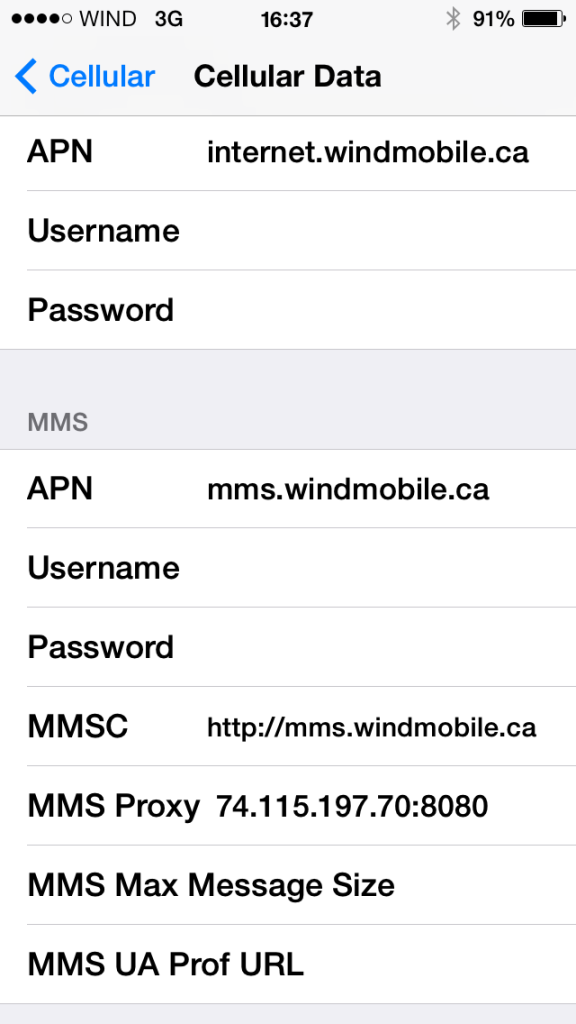 WIND 3G 16:37 91%
Cellular Cellular Data
APN internet.windmobile.ca
Username
Password
MMS
APN mms.windmobile.ca
Username
Password
MMSC http://mms.windmobile.ca
MMS Proxy 74.115.197.70:8080
MMS Max Message Size
MMS UA Prof URL